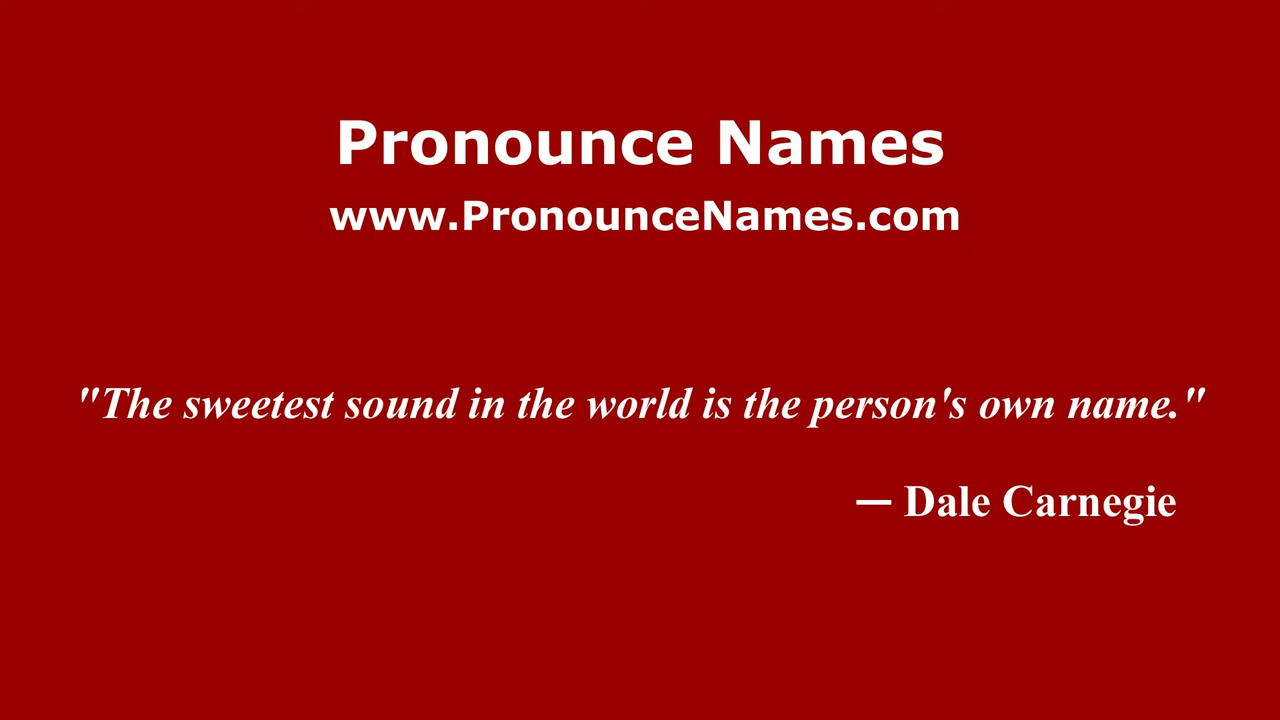 Pronounce Names
www.PronounceNames.com
"The sweetest sound in the world is the person's own name."
— Dale Carnegie